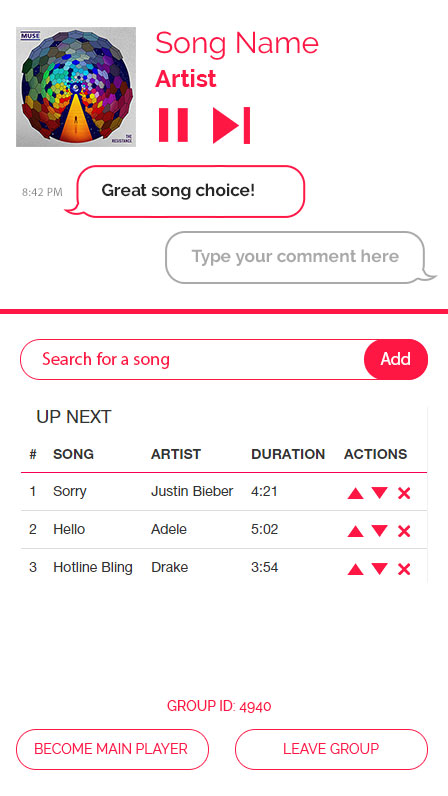 MUSE
THE
RESISTANCE
Song Name
Artist
8:42 PM
Great song choice!
Type your comment here
Search for a song
Add
UP NEXT
# SONG ARTIST DURATION ACTIONS
1 Sorry Justin Bieber 4:21
2 Hello Adele 5:02
3 Hotline Bling Drake 3:54
GROUP ID: 4940
BECOME MAIN PLAYER
LEAVE GROUP